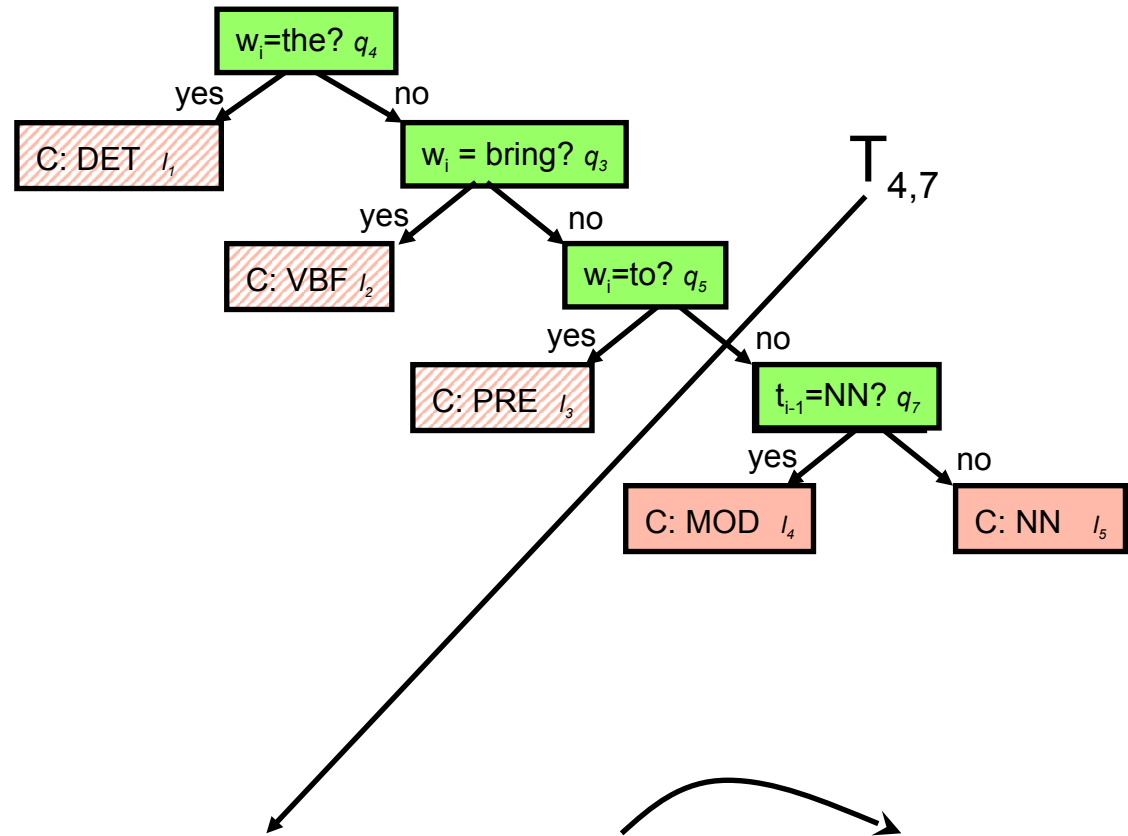 wᵢ=the? q₄
yes
no
C: DET l₁
wᵢ = bring? q₃
T₄,₇
yes
no
C: VBF l₂
wᵢ=to? q₅
yes
no
C: PRE l₃
tᵢ₋₁=NN? q₇
yes
no
C: MOD l₄
C: NN l₅